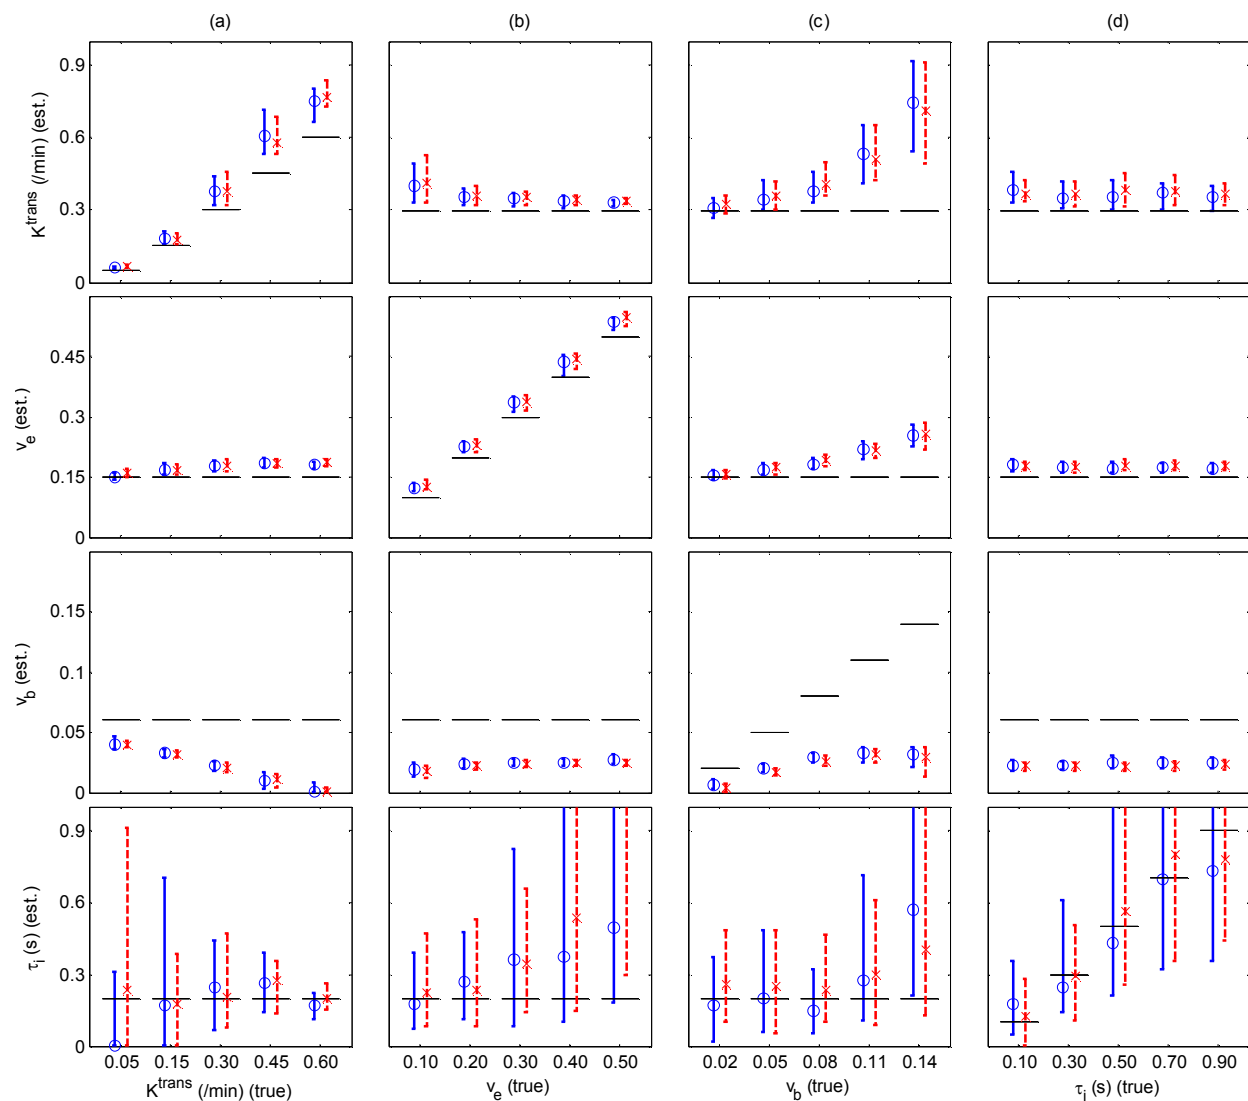 (a) (b) (c) (d)
K^trans (/min) (est.)
0.9
0.6
0.3
0
v_e (est.)
0.45
0.3
0.15
0
v_b (est.)
0.15
0.1
0.05
0
τ_i (s) (est.)
0.9
0.6
0.3
0
0.05 0.15 0.30 0.45 0.60
0.10 0.20 0.30 0.40 0.50
0.02 0.05 0.08 0.11 0.14
0.10 0.30 0.50 0.70 0.90
K^trans (/min) (true)
v_e (true)
v_b (true)
τ_i (s) (true)